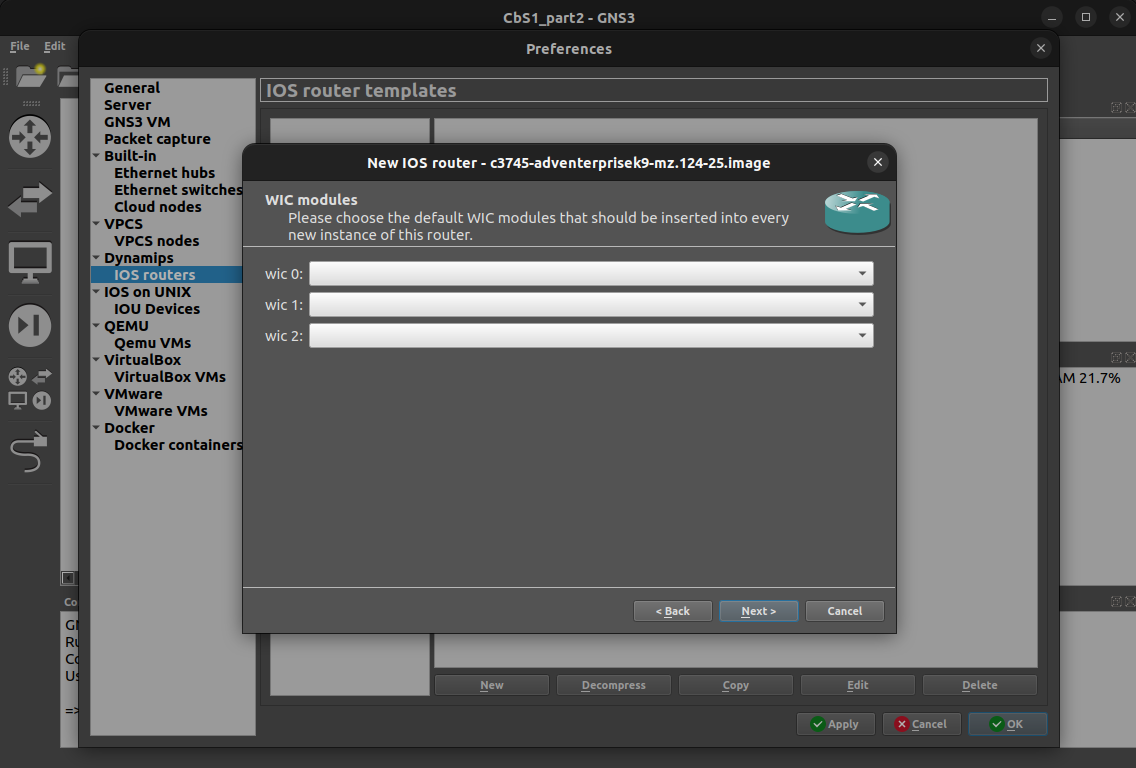 CbS1_part2 - GNS3
File Edit
Preferences
General
Server
GNS3 VM
Packet capture
Built-in
Ethernet hubs
Ethernet switches
Cloud nodes
VPCS
VPCS nodes
Dynamips
IOS routers
IOS on UNIX
IOU Devices
QEMU
Qemu VMs
VirtualBox
VirtualBox VMs
VMware
VMware VMs
Docker
Docker containers
IOS router templates
New IOS router - c3745-adventerprisek9-mz.124-25.image
WIC modules
Please choose the default WIC modules that should be inserted into every
new instance of this router.
wic 0:
wic 1:
wic 2:
< Back Next > Cancel
New Decompress Copy Edit Delete
Apply Cancel OK
AM 21.7%
Co
GN
Ru
Co
Us
=>